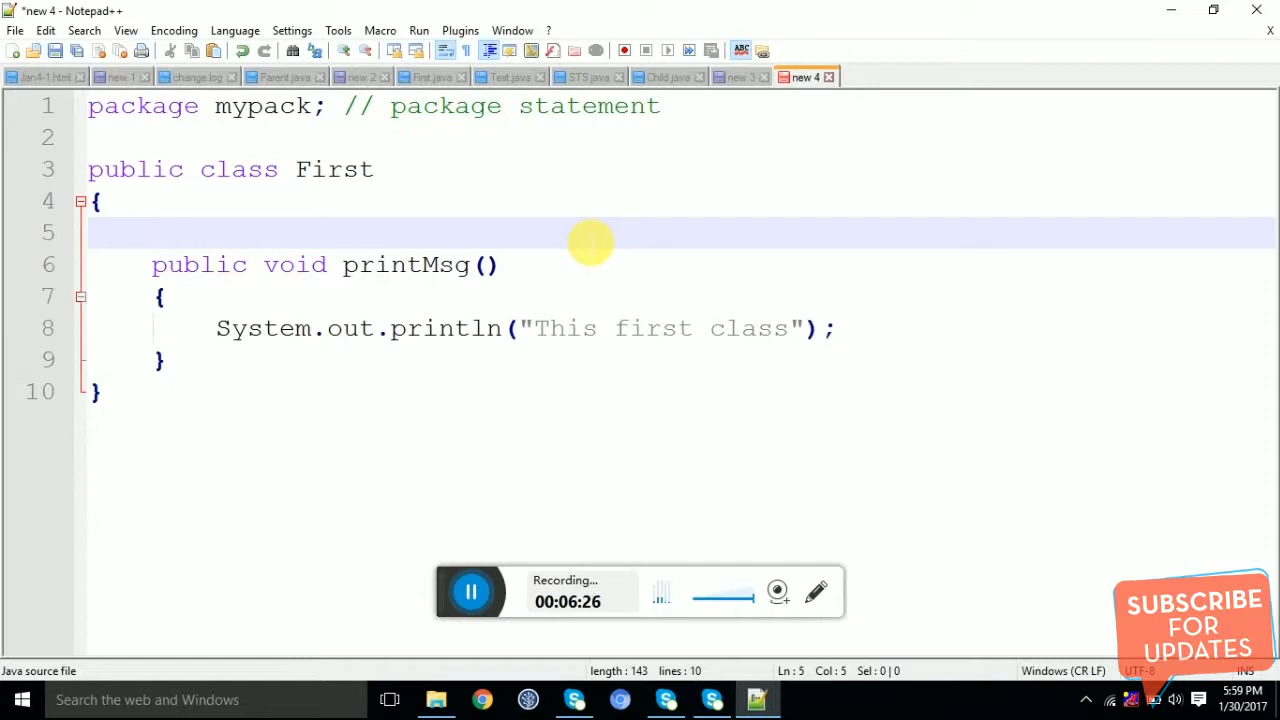 *new 4 - Notepad++
File Edit Search View Encoding Language Settings Tools Macro Run Plugins Window ?
X
Jan4-1.html new 1 change.log Parent.java new 2 First.java Test.java STS.java Child.java new 3 new 4
1 package mypack; // package statement
2
3 public class First
4 {
5
6 public void printMsg()
7 {
8 System.out.println("This first class");
9 }
10 }
Recording...
00:06:26
SUBSCRIBE
FOR
UPDATES
Java source file length : 143 lines : 10 Ln : 5 Col : 5 Sel : 0 | 0 Windows (CR LF) UTF-8 INS
Search the web and Windows
5:59 PM
1/30/2017